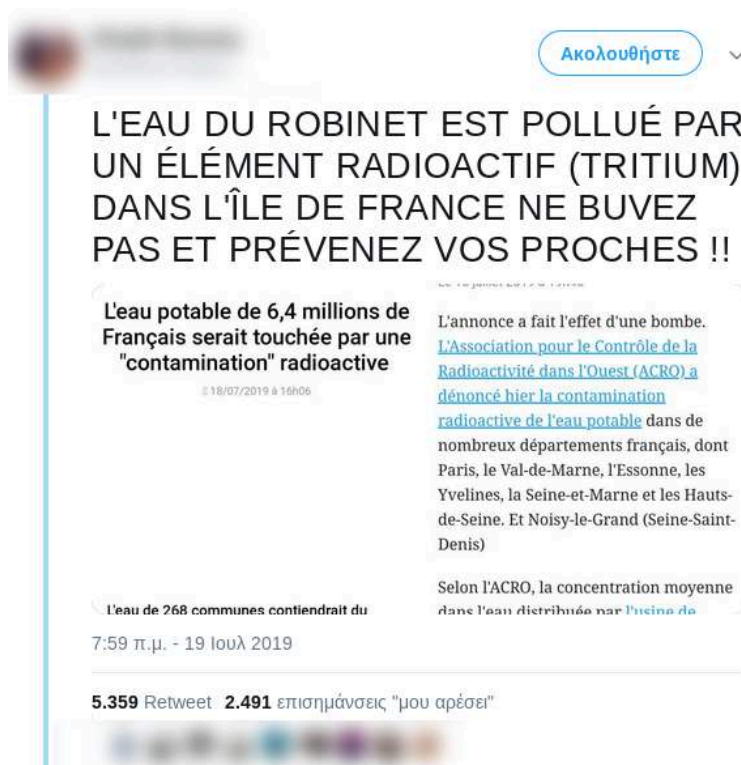 Ακολουθήστε
L'EAU DU ROBINET EST POLLUÉ PAR
UN ÉLÉMENT RADIOACTIF (TRITIUM)
DANS L'ÎLE DE FRANCE NE BUVEZ
PAS ET PRÉVENEZ VOS PROCHES !!
L'eau potable de 6,4 millions de
Français serait touchée par une
"contamination" radioactive
18/07/2019 à 16h06
L'eau de 268 communes contiendrait du
L'annonce a fait l'effet d'une bombe.
L'Association pour le Contrôle de la
Radioactivité dans l'Ouest (ACRO) a
dénoncé hier la contamination
radioactive de l'eau potable dans de
nombreux départements français, dont
Paris, le Val-de-Marne, l'Essonne, les
Yvelines, la Seine-et-Marne et les Hauts-
de-Seine. Et Noisy-le-Grand (Seine-Saint-
Denis)
Selon l'ACRO, la concentration moyenne
dans l'eau distribuée par l'usine de
7:59 π.μ. - 19 Ιουλ 2019
5.359 Retweet 2.491 επισημάνσεις "μου αρέσει"